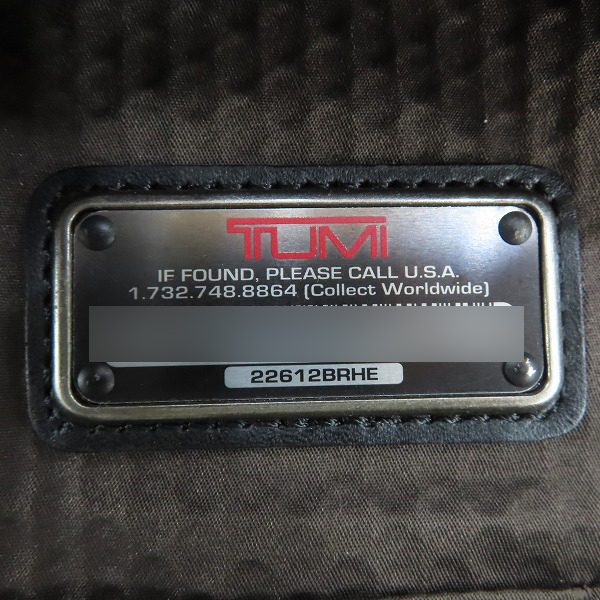 TUMI
IF FOUND, PLEASE CALL U.S.A.
1.732.748.8864 (Collect Worldwide)
22612BRHE